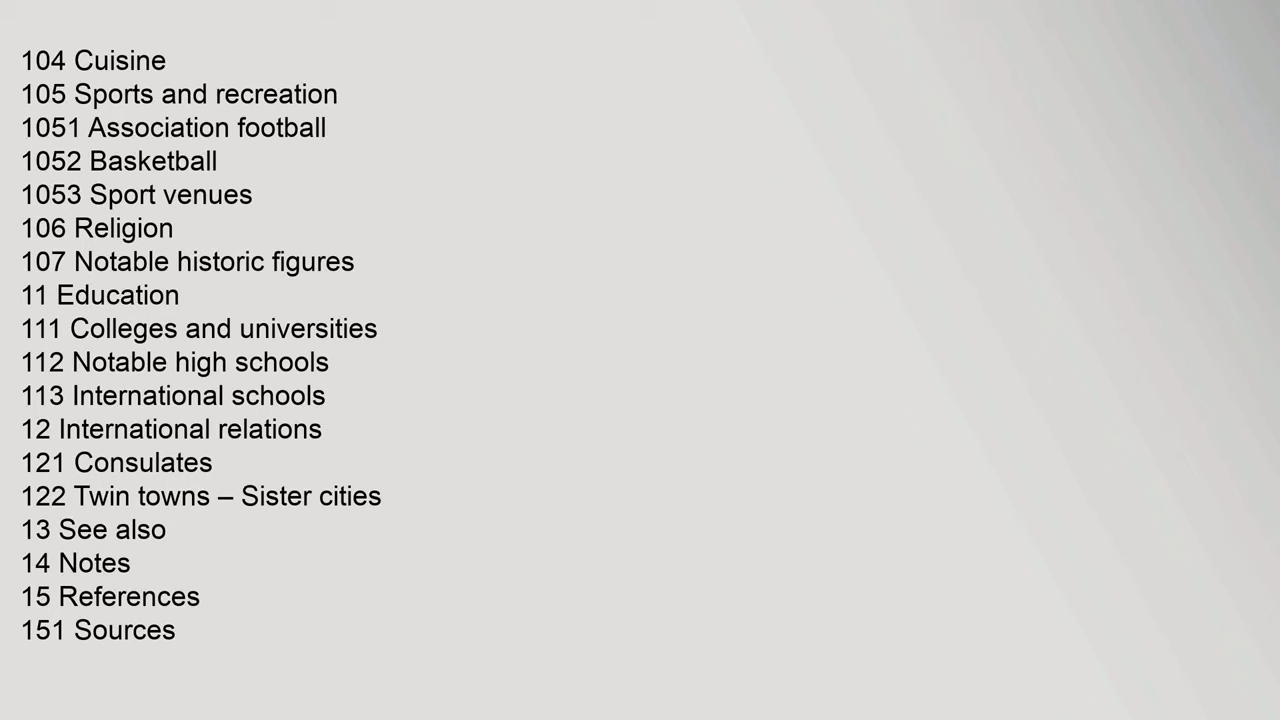 104 Cuisine
105 Sports and recreation
1051 Association football
1052 Basketball
1053 Sport venues
106 Religion
107 Notable historic figures
11 Education
111 Colleges and universities
112 Notable high schools
113 International schools
12 International relations
121 Consulates
122 Twin towns – Sister cities
13 See also
14 Notes
15 References
151 Sources